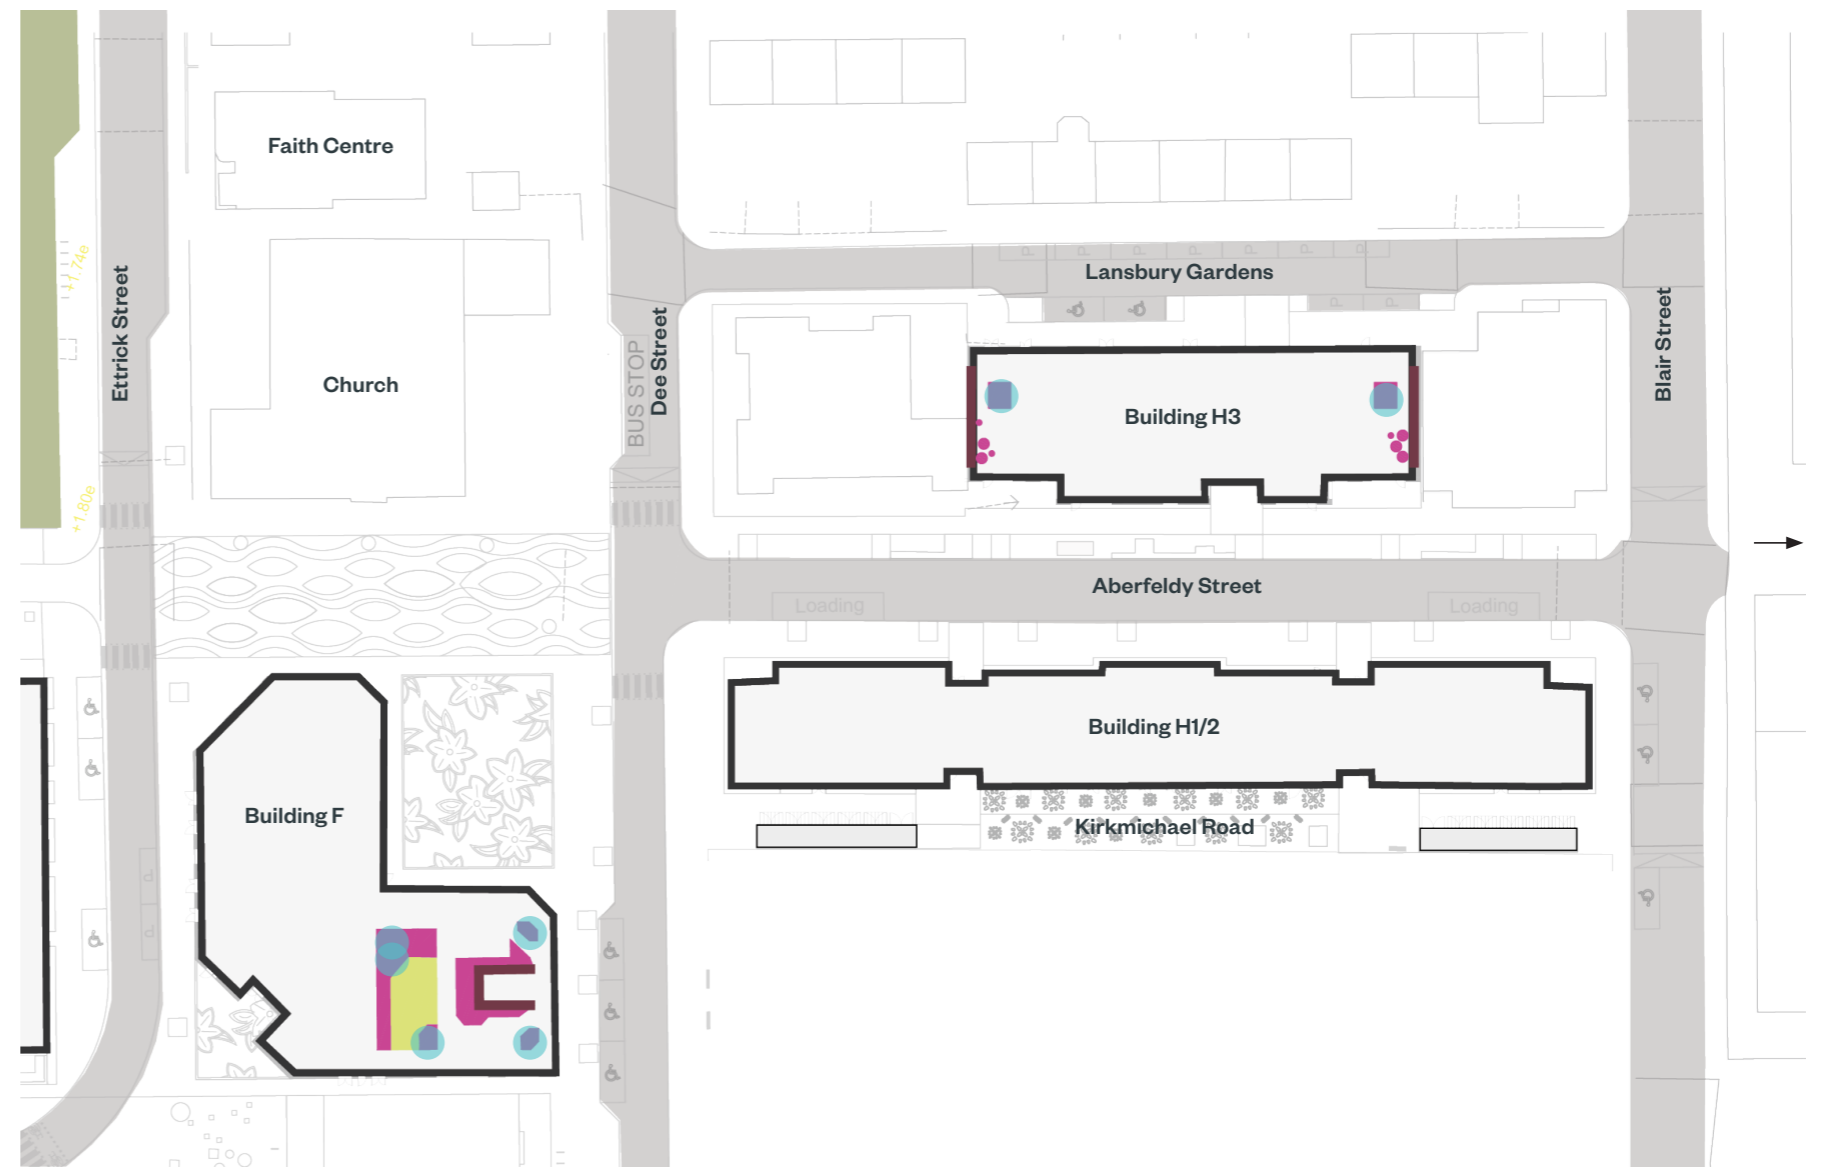 Faith Centre
+1.74e
Ettrick Street
Lansbury Gardens
P P P P P P P
P P
Dee Street
BUS STOP
Blair Street
Church
Building H3
+1.80e
Aberfeldy Street
Loading
Loading
Building H1/2
Building F
Kirkmichael Road
P
P